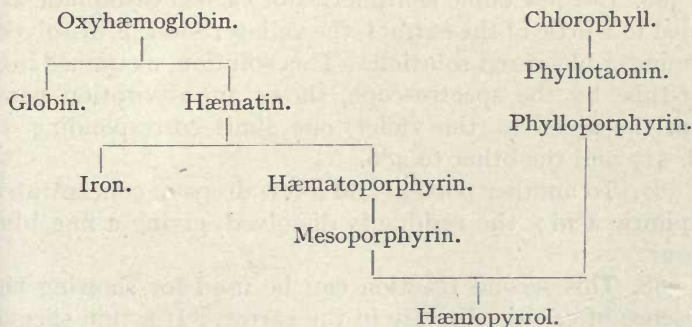 Oxyhæmoglobin. Chlorophyll.
Phyllotaonin.
Globin. Hæmatin.
Phylloporphyrin.
Iron. Hæmatoporphyrin.
Mesoporphyrin.
Hæmopyrrol.